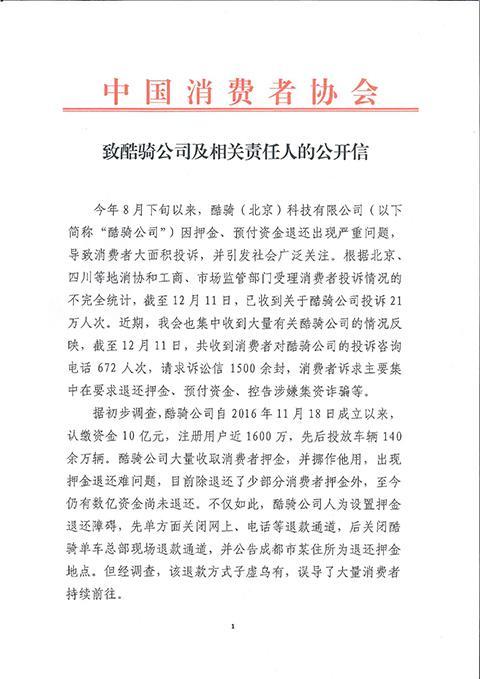 中国消费者协会
致酷骑公司及相关责任人的公开信
今年8月下旬以来，酷骑（北京）科技有限公司（以下
简称“酷骑公司”）因押金、预付资金退还出现严重问题，
导致消费者大面积投诉，并引发社会广泛关注。根据北京、
四川等地消协和工商、市场监管部门受理消费者投诉情况的
不完全统计，截至12月11日，已收到关于酷骑公司投诉21
万人次。近期，我会也集中收到大量有关酷骑公司的情况反
映，截至12月11日，共收到消费者对酷骑公司的投诉咨询
电话672人次，请求诉讼信1500余封，消费者诉求主要集
中在要求退还押金、预付资金、控告涉嫌集资诈骗等。
据初步调查，酷骑公司自2016年11月18日成立以来，
认缴资金10亿元，注册用户近1600万，先后投放车辆140
余万辆。酷骑公司大量收取消费者押金，并挪作他用，出现
押金退还难问题，目前除退还了少部分消费者押金外，至今
仍有数亿资金尚未退还。不仅如此，酷骑公司人为设置押金
退还障碍，先单方面关闭网上、电话等退款通道，后关闭酷
骑单车总部现场退款通道，并公告成都市某住所为退还押金
地点。但经调查，该退款方式子虚乌有，误导了大量消费者
持续前往。
1